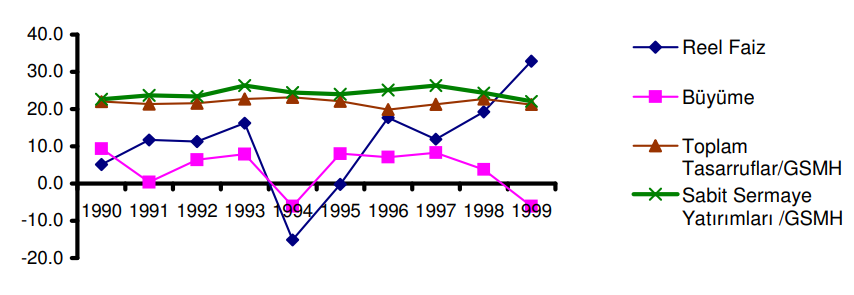 40.0
30.0
20.0
10.0
0.0
-10.0
-20.0
1990 1991 1992 1993 1994 1995 1996 1997 1998 1999
Reel Faiz
Büyüme
Toplam
Tasarruflar/GSMH
Sabit Sermaye
Yatırımları /GSMH